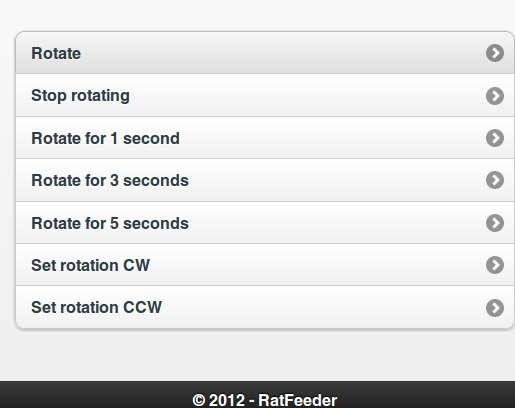 Rotate
Stop rotating
Rotate for 1 second
Rotate for 3 seconds
Rotate for 5 seconds
Set rotation CW
Set rotation CCW
© 2012 - RatFeeder